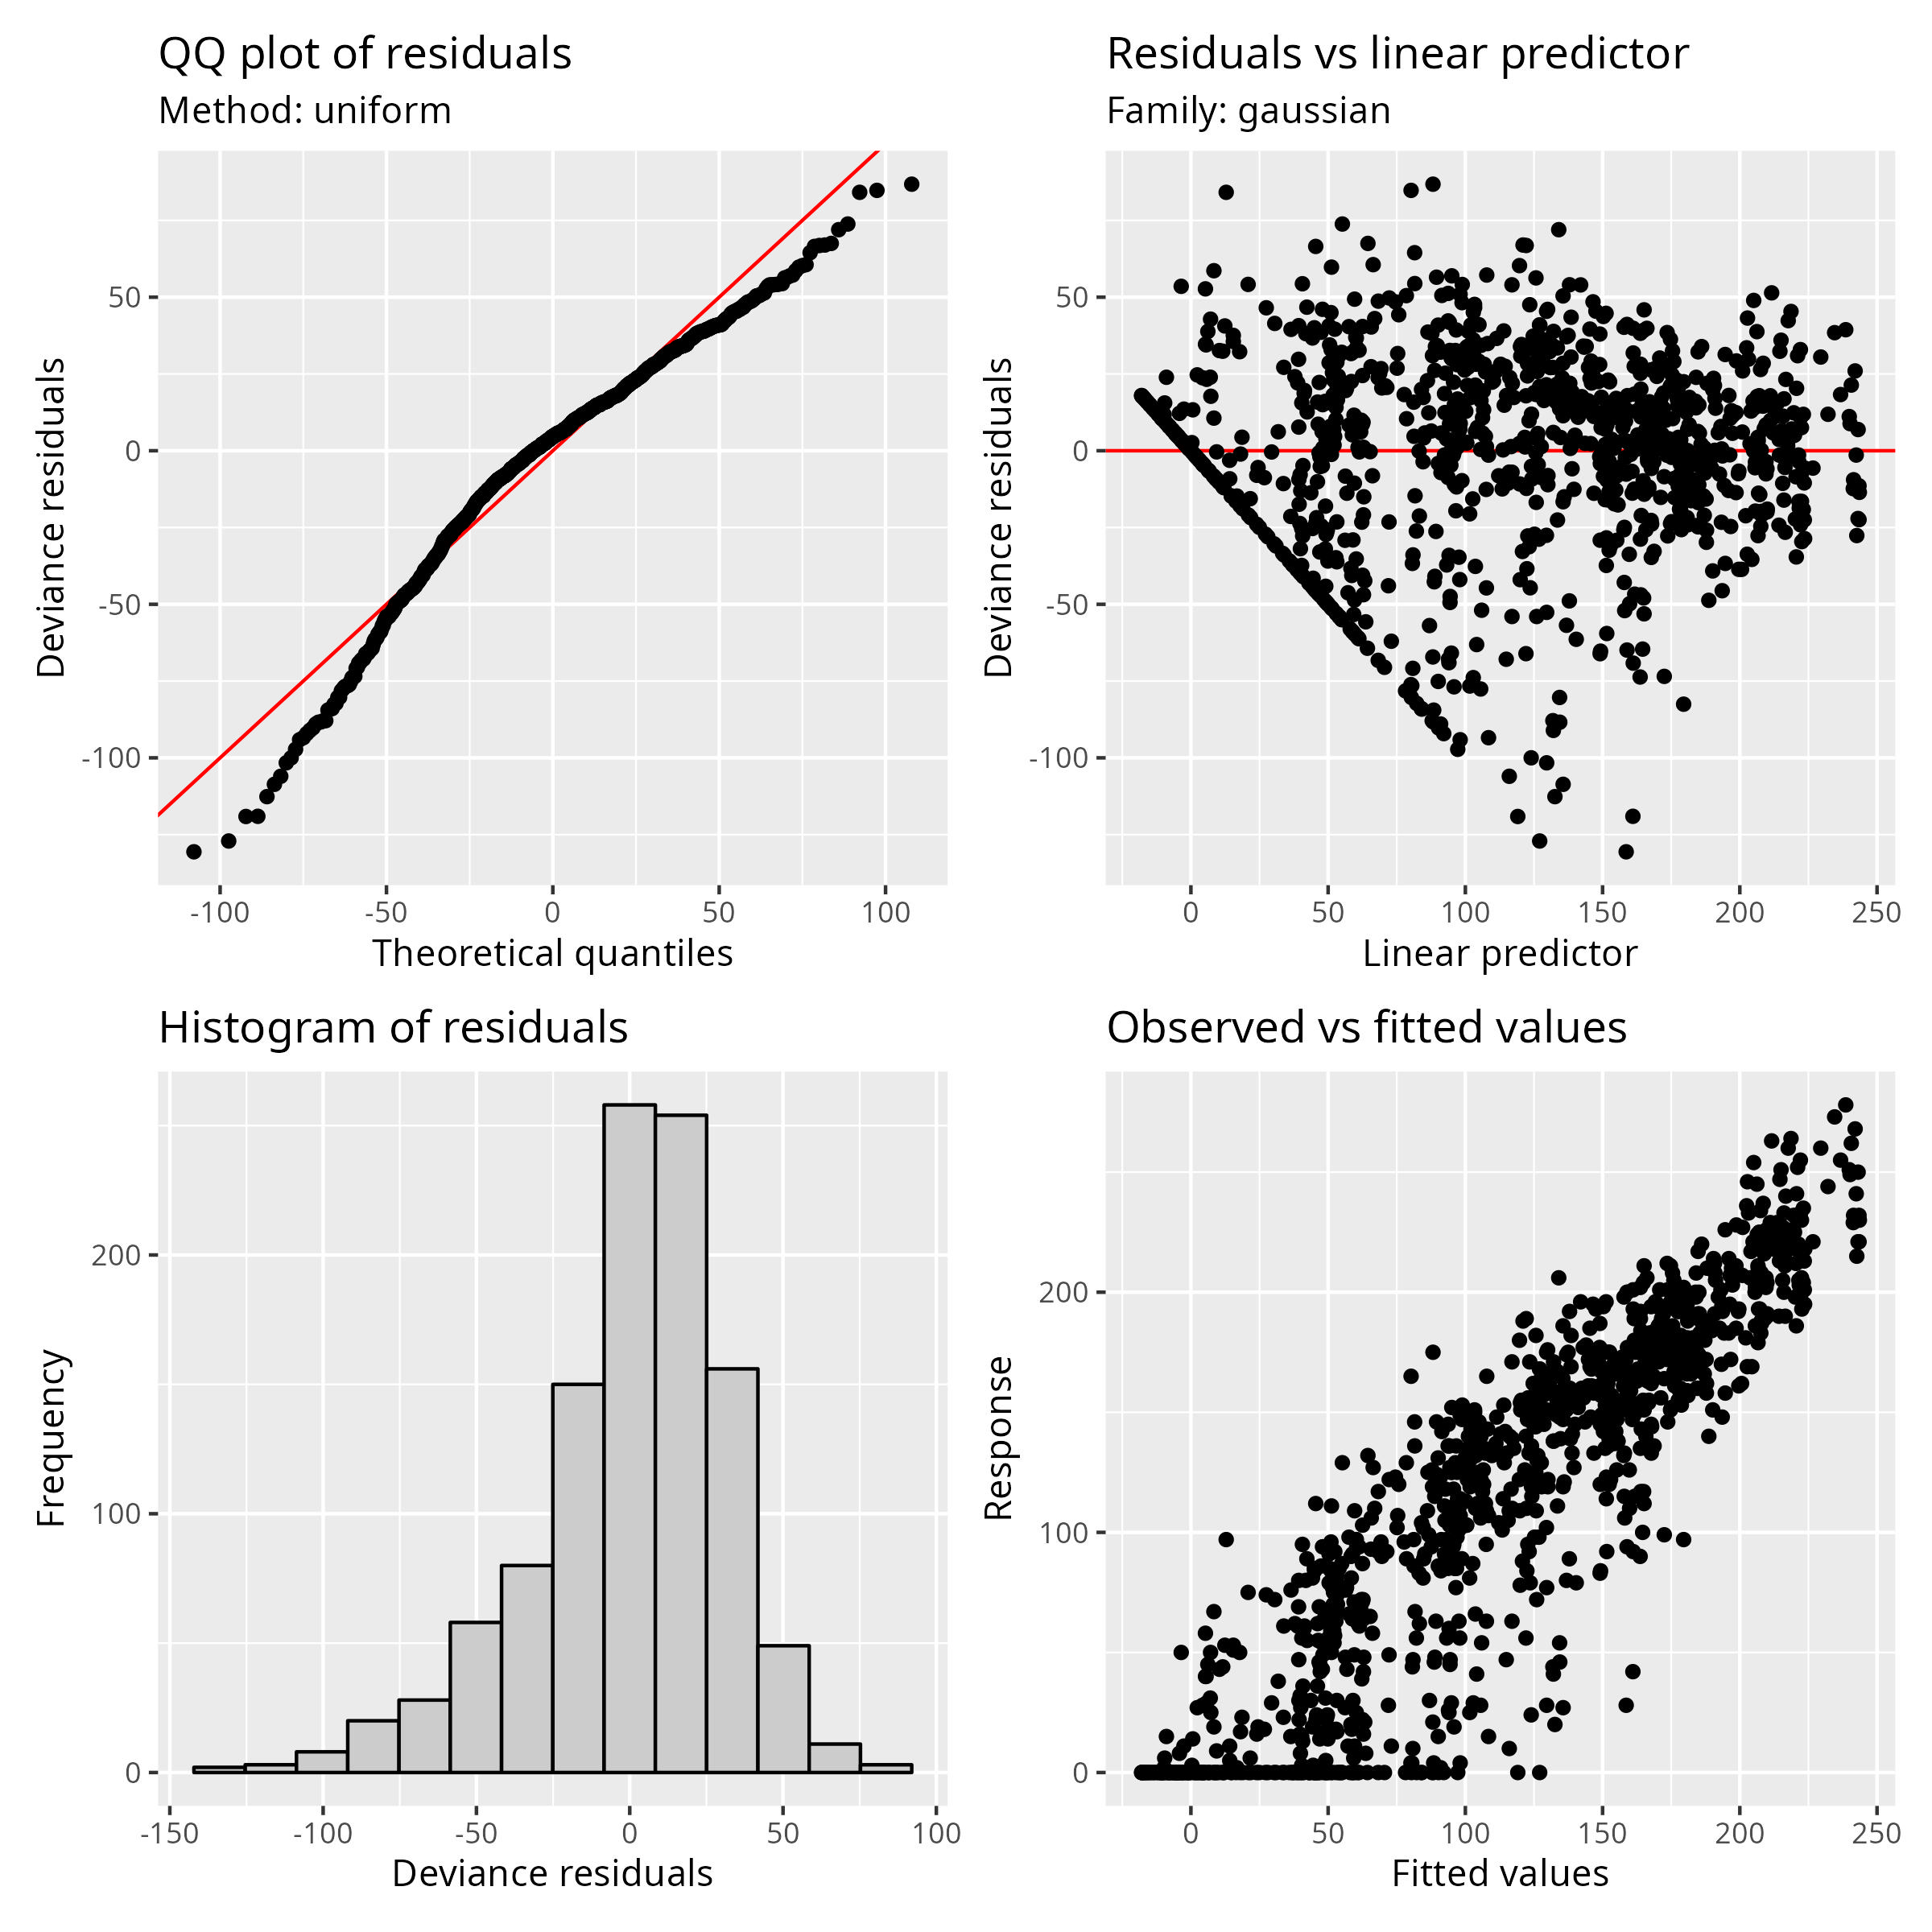 QQ plot of residuals
Method: uniform
Deviance residuals
50
0
-50
-100
-100
-50
0
50
100
Theoretical quantiles
Residuals vs linear predictor
Family: gaussian
Deviance residuals
50
0
-50
-100
0
50
100
150
200
250
Linear predictor
Histogram of residuals
Frequency
200
100
0
-150
-100
-50
0
50
100
Deviance residuals
Observed vs fitted values
Response
200
100
0
0
50
100
150
200
250
Fitted values